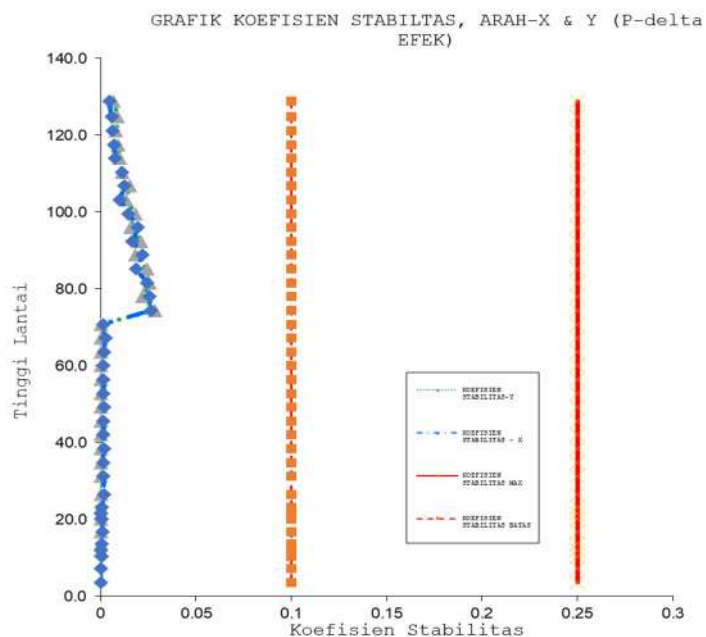 GRAFIK KOEFISIEN STABILTAS, ARAH-X & Y (P-delta
EFEK)
140.0
120.0
100.0
80.0
60.0
40.0
20.0
0.0
Tinggi Lantai
KOEFISIEN
STABILITAS-Y
KOEFISIEN
STABILITAS - X
KOEFISIEN
STABILITAS MAX
KOEFISIEN
STABILITAS BATAS
0
0.05
0.1
0.15
0.2
0.25
0.3
Koefisien Stabilitas